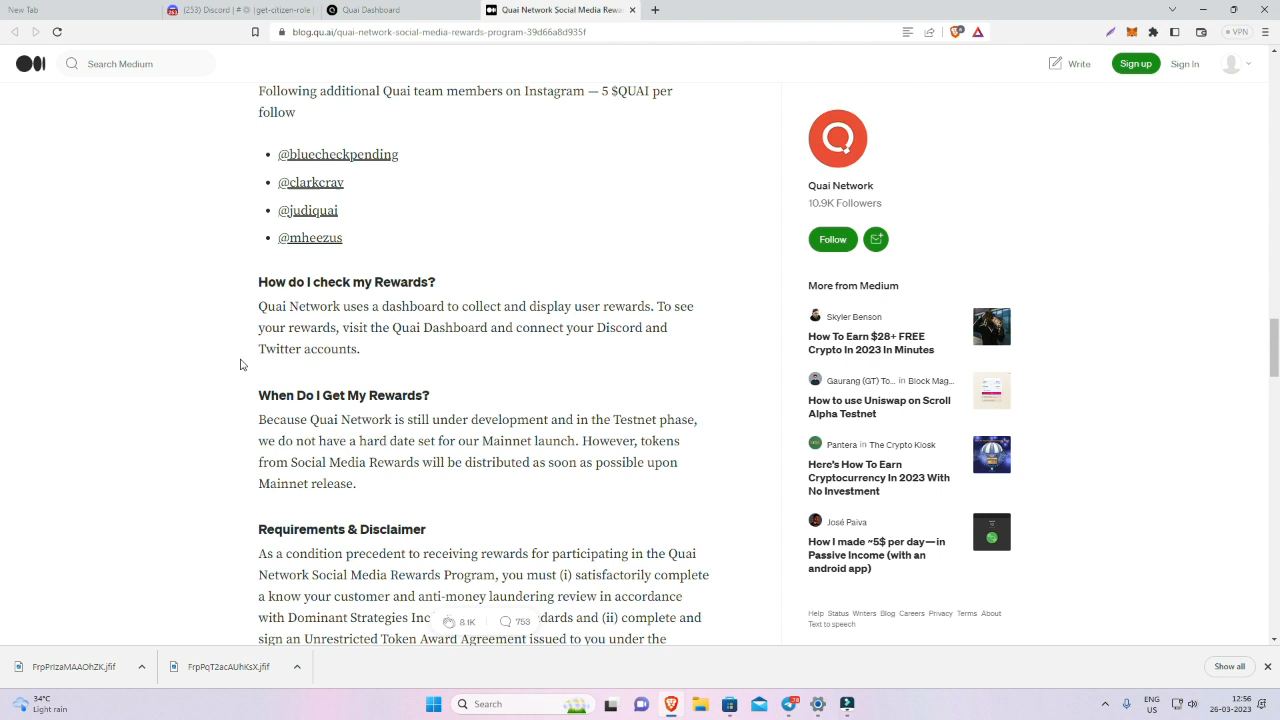 New Tab
(253) Discord | #💥|get-citizen-role
Quai Dashboard
Quai Network Social Media Rewa
blog.qu.ai/quai-network-social-media-rewards-program-39d66a8d935f
VPN
Search Medium
Write
Sign up
Sign In
Following additional Quai team members on Instagram — 5 $QUAI per
follow
@bluecheckpending
@clarkcrav
@judiquai
@mheezus
How do I check my Rewards?
Quai Network uses a dashboard to collect and display user rewards. To see
your rewards, visit the Quai Dashboard and connect your Discord and
Twitter accounts.
When Do I Get My Rewards?
Because Quai Network is still under development and in the Testnet phase,
we do not have a hard date set for our Mainnet launch. However, tokens
from Social Media Rewards will be distributed as soon as possible upon
Mainnet release.
Requirements & Disclaimer
As a condition precedent to receiving rewards for participating in the Quai
Network Social Media Rewards Program, you must (i) satisfactorily complete
a know your customer and anti-money laundering review in accordance
with Dominant Strategies Inc
dards and (ii) complete and
8.1K
753
sign an Unrestricted Token Award Agreement issued to you under the
Quai Network
10.9K Followers
Follow
More from Medium
Skyler Benson
How To Earn $28+ FREE
Crypto In 2023 In Minutes
Gaurang (GT) To... in Block Mag...
How to use Uniswap on Scroll
Alpha Testnet
Pantera in The Crypto Kiosk
Here's How To Earn
Cryptocurrency In 2023 With
No Investment
José Paiva
How I made ~5$ per day—in
Passive Income (with an
android app)
Help Status Writers Blog Careers Privacy Terms About
Text to speech
FrpPrizaMAAOhZK.jfif
FrpPqT2acAUhKsX.jfif
Show all
34°C
Light rain
Search
ENG
US
12:56
26-03-2023